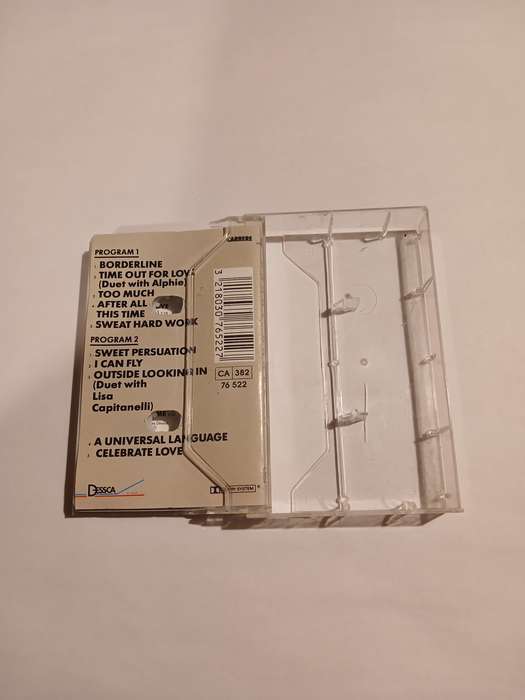 CARRERE
PROGRAM 1
BORDERLINE
TIME OUT FOR LOVE
(Duet with Alphie)
TOO MUCH
AFTER ALL
THIS TIME
SWEAT HARD WORK
PROGRAM 2
SWEET PERSUATION
I CAN FLY
OUTSIDE LOOKING IN
(Duet with
Lisa
Capitanelli)
A UNIVERSAL LANGUAGE
CELEBRATE LOVE
DESSCA
3 218030 765227
CA 382
76 522
SYSTEM